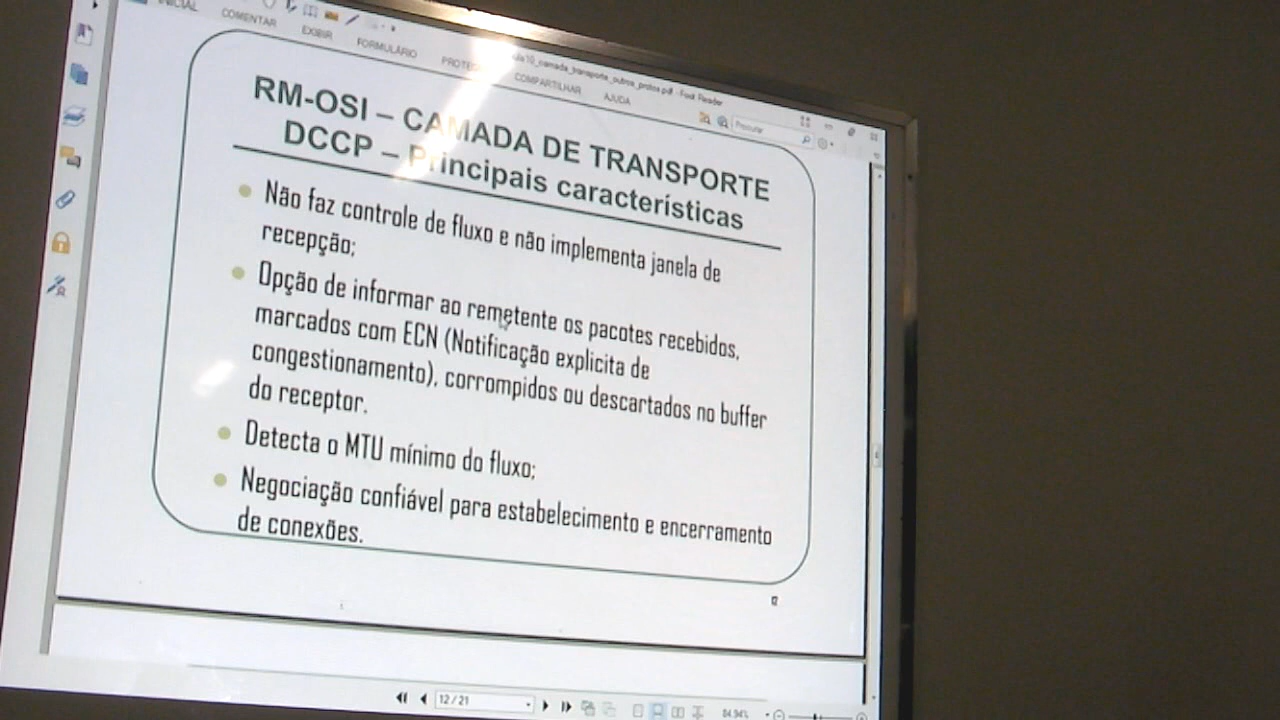 INICIAL COMENTAR EXIBIR FORMULÁRIO COMPARTILHAR AJUDA
Procurar
RM-OSI – CAMADA DE TRANSPORTE
DCCP – Principais características
Não faz controle de fluxo e não implementa janela de
recepção;
Opção de informar ao remetente os pacotes recebidos,
marcados com ECN (Notificação explicita de
congestionamento), corrompidos ou descartados no buffer
do receptor.
Detecta o MTU mínimo do fluxo;
Negociação confiável para estabelecimento e encerramento
de conexões.
12 / 21
84,94%